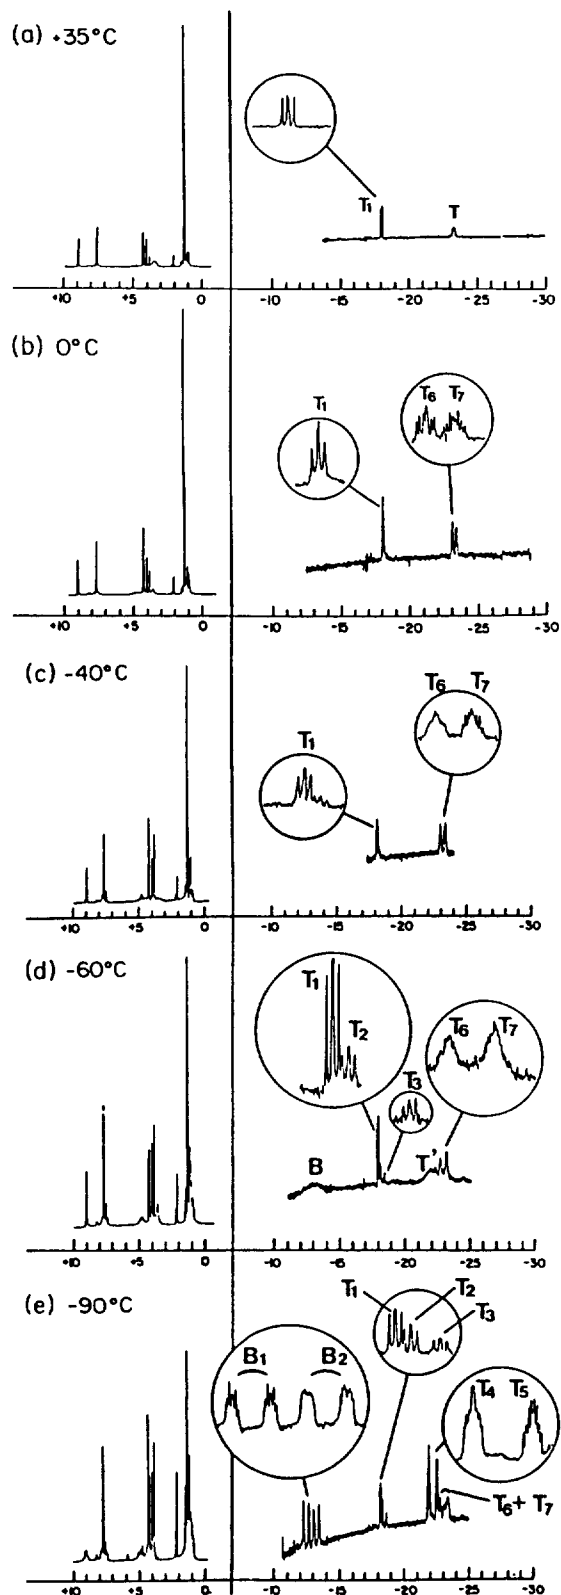 (a) +35°C
T1
T
+10 +5 0 -10 -15 -20 -25 -30
(b) 0°C
T1
T6 T7
+10 +5 0 -10 -15 -20 -25 -30
(c) -40°C
T6 T7
T1
+10 +5 0 -10 -15 -20 -25 -30
(d) -60°C
T1
T2
T3
T6 T7
B
T'
+10 +5 0 -10 -15 -20 -25 -30
(e) -90°C
T1 T2
T3
B1 B2
T4 T5
T6 + T7
+10 +5 0 -10 -15 -20 -25 -30